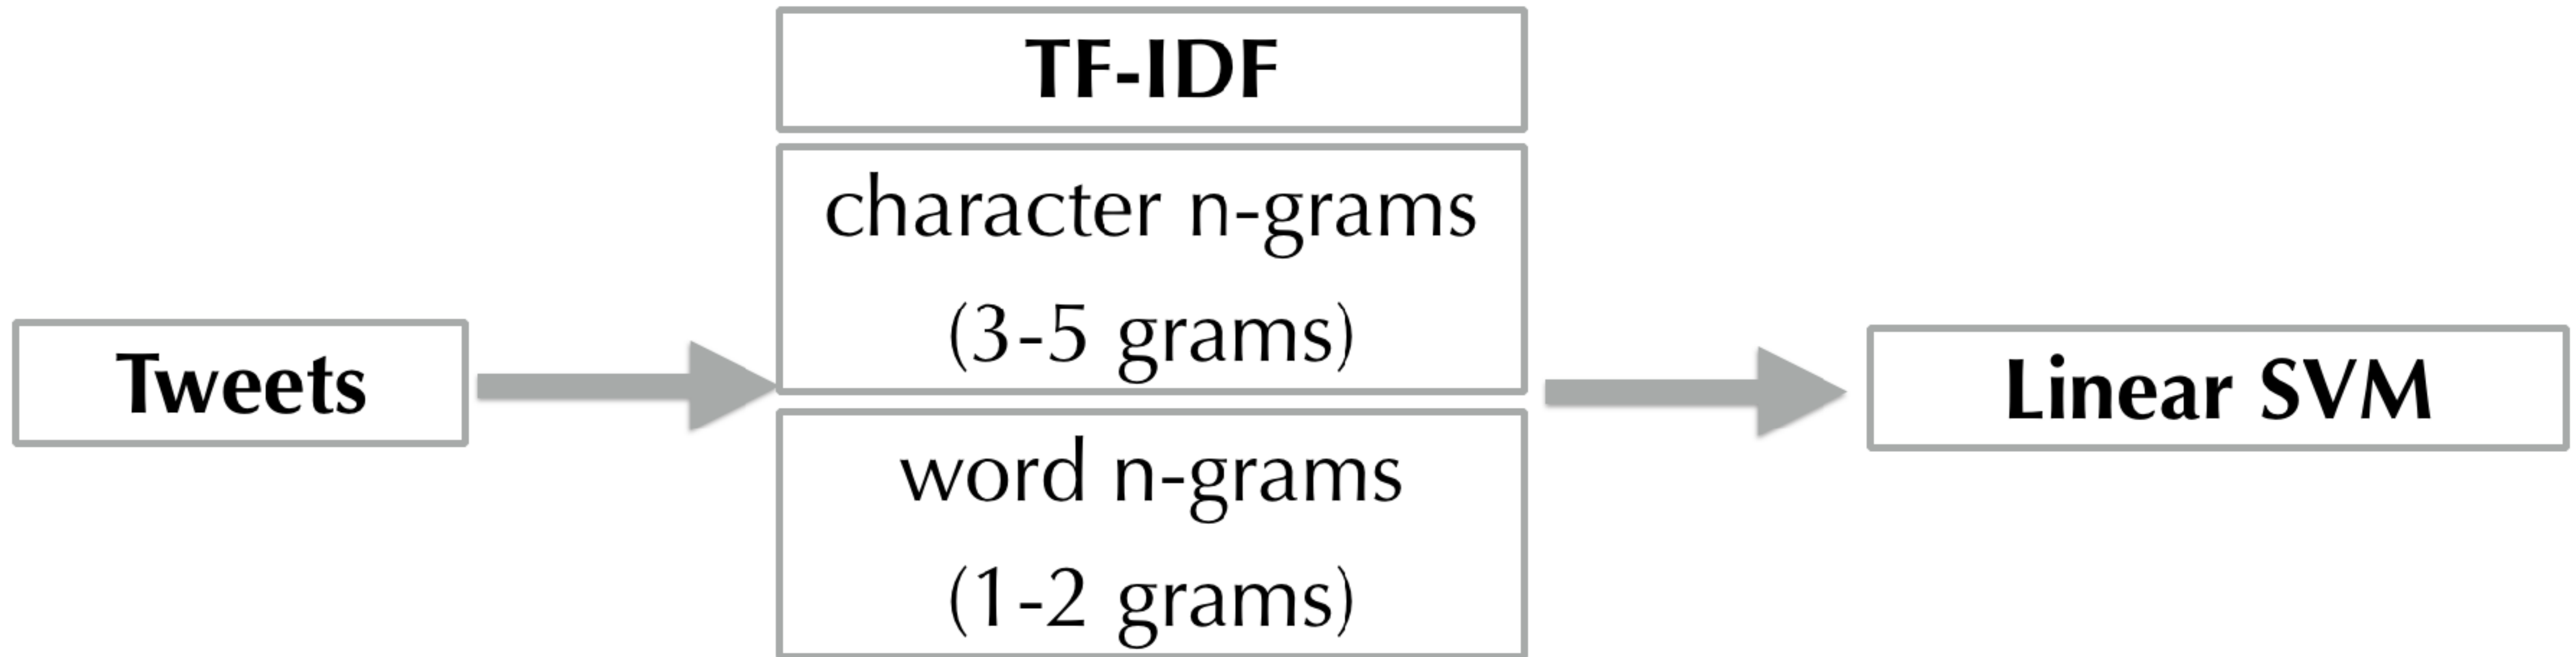 Tweets
TF-IDF
character n-grams
(3-5 grams)
word n-grams
(1-2 grams)
Linear SVM